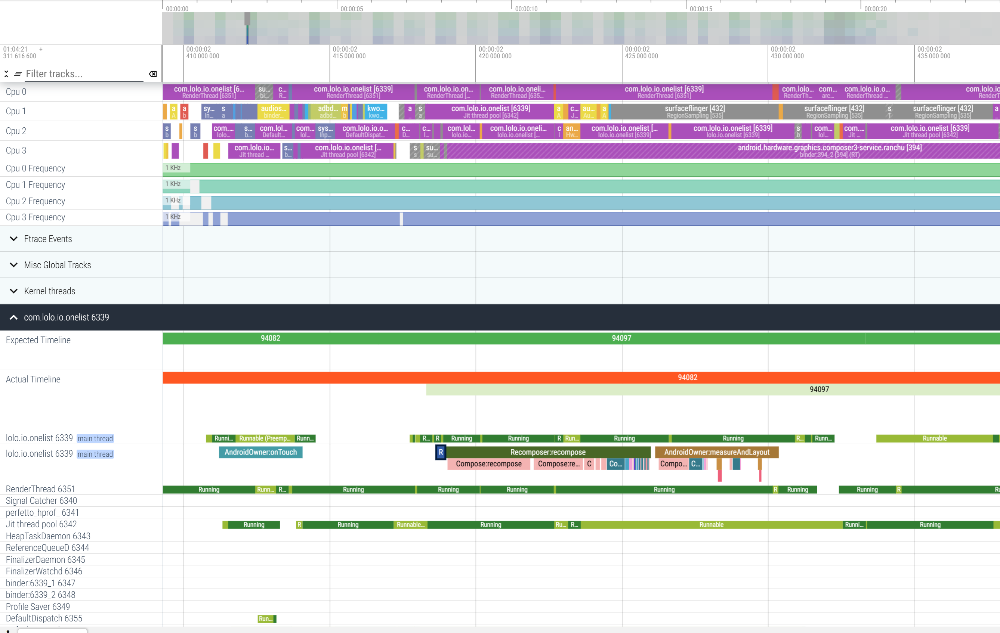 00:00:00 00:00:05 00:00:10 00:00:15 00:00:20
01:04:21 + 00:00:02 00:00:02 00:00:02 00:00:02 00:00:02 00:00:02
311 616 600 410 000 000 415 000 000 420 000 000 425 000 000 430 000 000 435 000 000
Filter tracks...
Cpu 0 com.lolo.io.onelist [6... su... c... com.lolo.io.onelist [6339] com.lolo.io.on... com.lolo.io.oneli... com.lolo.io.onelist [6339] com.lolo... com... com.lolo.io.o... com.lolo.io
RenderThread [6351] bi... R... RenderThread [6351] RenderThread [... RenderThread [635... RenderThread [6351] RenderTh... arc... RenderThread ... RenderT
Cpu 1 a a sy... s audios... adbd... m kwo... a s com.lolo.io.onelist [6339] a c... au... a surfaceflinger [432] surfaceflinger [432] s surfaceflinger [432] a
A b In... a binder... adbd... b kwo... _ a Jit thread pool [6342] A J... Au... A RegionSampling [535] RegionSampling [535] T RegionSampling [535] _
Cpu 2 s s com.... s... com.lol... com... sys... com.lolo.io.o... c... c... com.lol... com.lolo.io.oneli... c an... com.lolo.io.onelist [... com.lolo.io.onelist [6339] s com... com.... com.lolo.io.onelist [6339]
b b lolo... b... Default... lol... Inp... DefaultDispat... D... l... lolo.io... lolo.io.onelist [... l Hw... lolo.io.onelist [6339] lolo.io.onelist [6339] b lol... Jit ... Jit thread pool [6342]
Cpu 3 com.lolo.io... s... com.lolo.io.onelist [... s su... android.hardware.graphics.composer3-service.ranchu [394]
Jit thread ... b... Jit thread pool [6342] s su... binder:394_2 [394] (RT)
Cpu 0 Frequency 1 KHz
Cpu 1 Frequency 1 KHz
Cpu 2 Frequency 1 KHz
Cpu 3 Frequency 1 KHz
Ftrace Events
Misc Global Tracks
Kernel threads
com.lolo.io.onelist 6339
Expected Timeline 94082 94097
Actual Timeline 94082
94097
lolo.io.onelist 6339 main thread Runni... Runnable (Preemp... Runn... R... R Running Running R Run... Running Running R... Runn... Runnable
lolo.io.onelist 6339 main thread AndroidOwner:onTouch R Recomposer:recompose AndroidOwner:measureAndLayout
Compose:recompose Compose:re... C Co... Compo... C...
RenderThread 6351 Running Runn... R... Running Running Running Running R Running Running R Ru
Signal Catcher 6340
perfetto_hprof_ 6341
Jit thread pool 6342 Running R Running Runnable... Running Ru... R... Runnable Runni... Running
HeapTaskDaemon 6343
ReferenceQueueD 6344
FinalizerDaemon 6345
FinalizerWatchd 6346
binder:6339_1 6347
binder:6339_2 6348
Profile Saver 6349
DefaultDispatch 6355 Run...